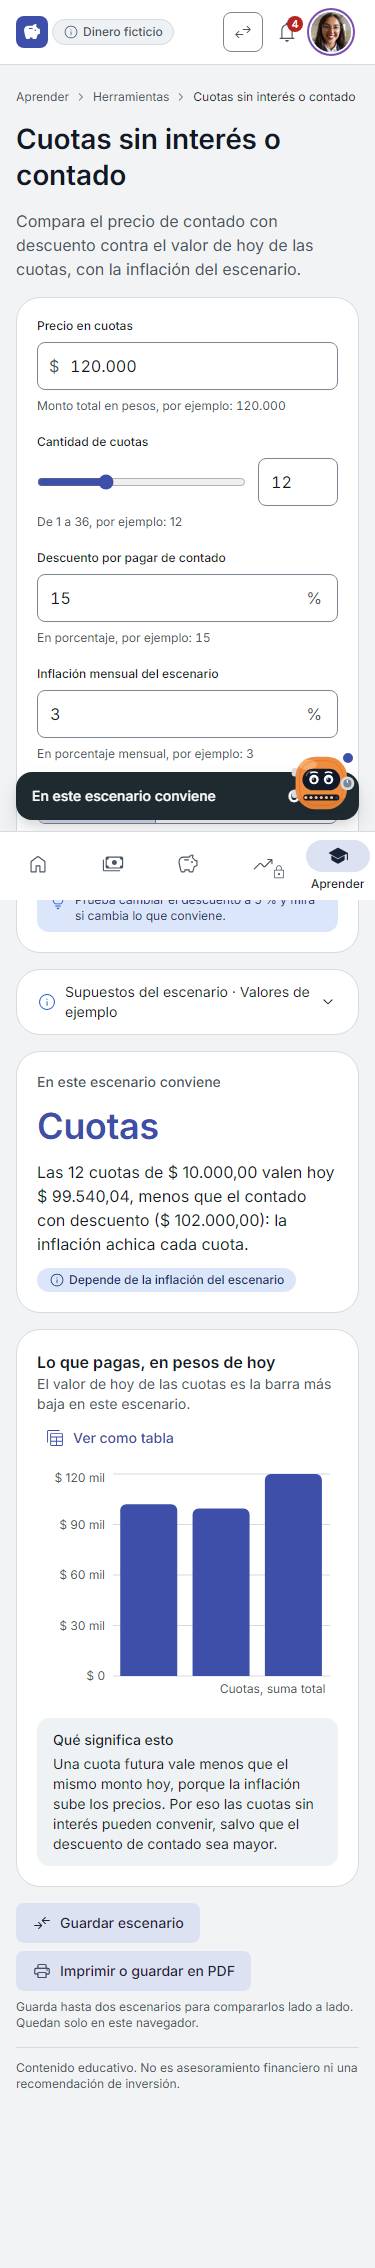 Dinero ficticio
4
Aprender > Herramientas > Cuotas sin interés o contado
Cuotas sin interés o
contado
Compara el precio de contado con
descuento contra el valor de hoy de las
cuotas, con la inflación del escenario.
Precio en cuotas
$ 120.000
Monto total en pesos, por ejemplo: 120.000
Cantidad de cuotas
12
De 1 a 36, por ejemplo: 12
Descuento por pagar de contado
15 %
En porcentaje, por ejemplo: 15
Inflación mensual del escenario
3 %
En porcentaje mensual, por ejemplo: 3
En este escenario conviene
Aprender
Prueba cambiar el descuento a 5 % y mira
si cambia lo que conviene.
Supuestos del escenario · Valores de
ejemplo
En este escenario conviene
Cuotas
Las 12 cuotas de $ 10.000,00 valen hoy
$ 99.540,04, menos que el contado
con descuento ($ 102.000,00): la
inflación achica cada cuota.
Depende de la inflación del escenario
Lo que pagas, en pesos de hoy
El valor de hoy de las cuotas es la barra más
baja en este escenario.
Ver como tabla
$ 120 mil
$ 90 mil
$ 60 mil
$ 30 mil
$ 0
Cuotas, suma total
Qué significa esto
Una cuota futura vale menos que el
mismo monto hoy, porque la inflación
sube los precios. Por eso las cuotas sin
interés pueden convenir, salvo que el
descuento de contado sea mayor.
Guardar escenario
Imprimir o guardar en PDF
Guarda hasta dos escenarios para compararlos lado a lado.
Quedan solo en este navegador.
Contenido educativo. No es asesoramiento financiero ni una
recomendación de inversión.